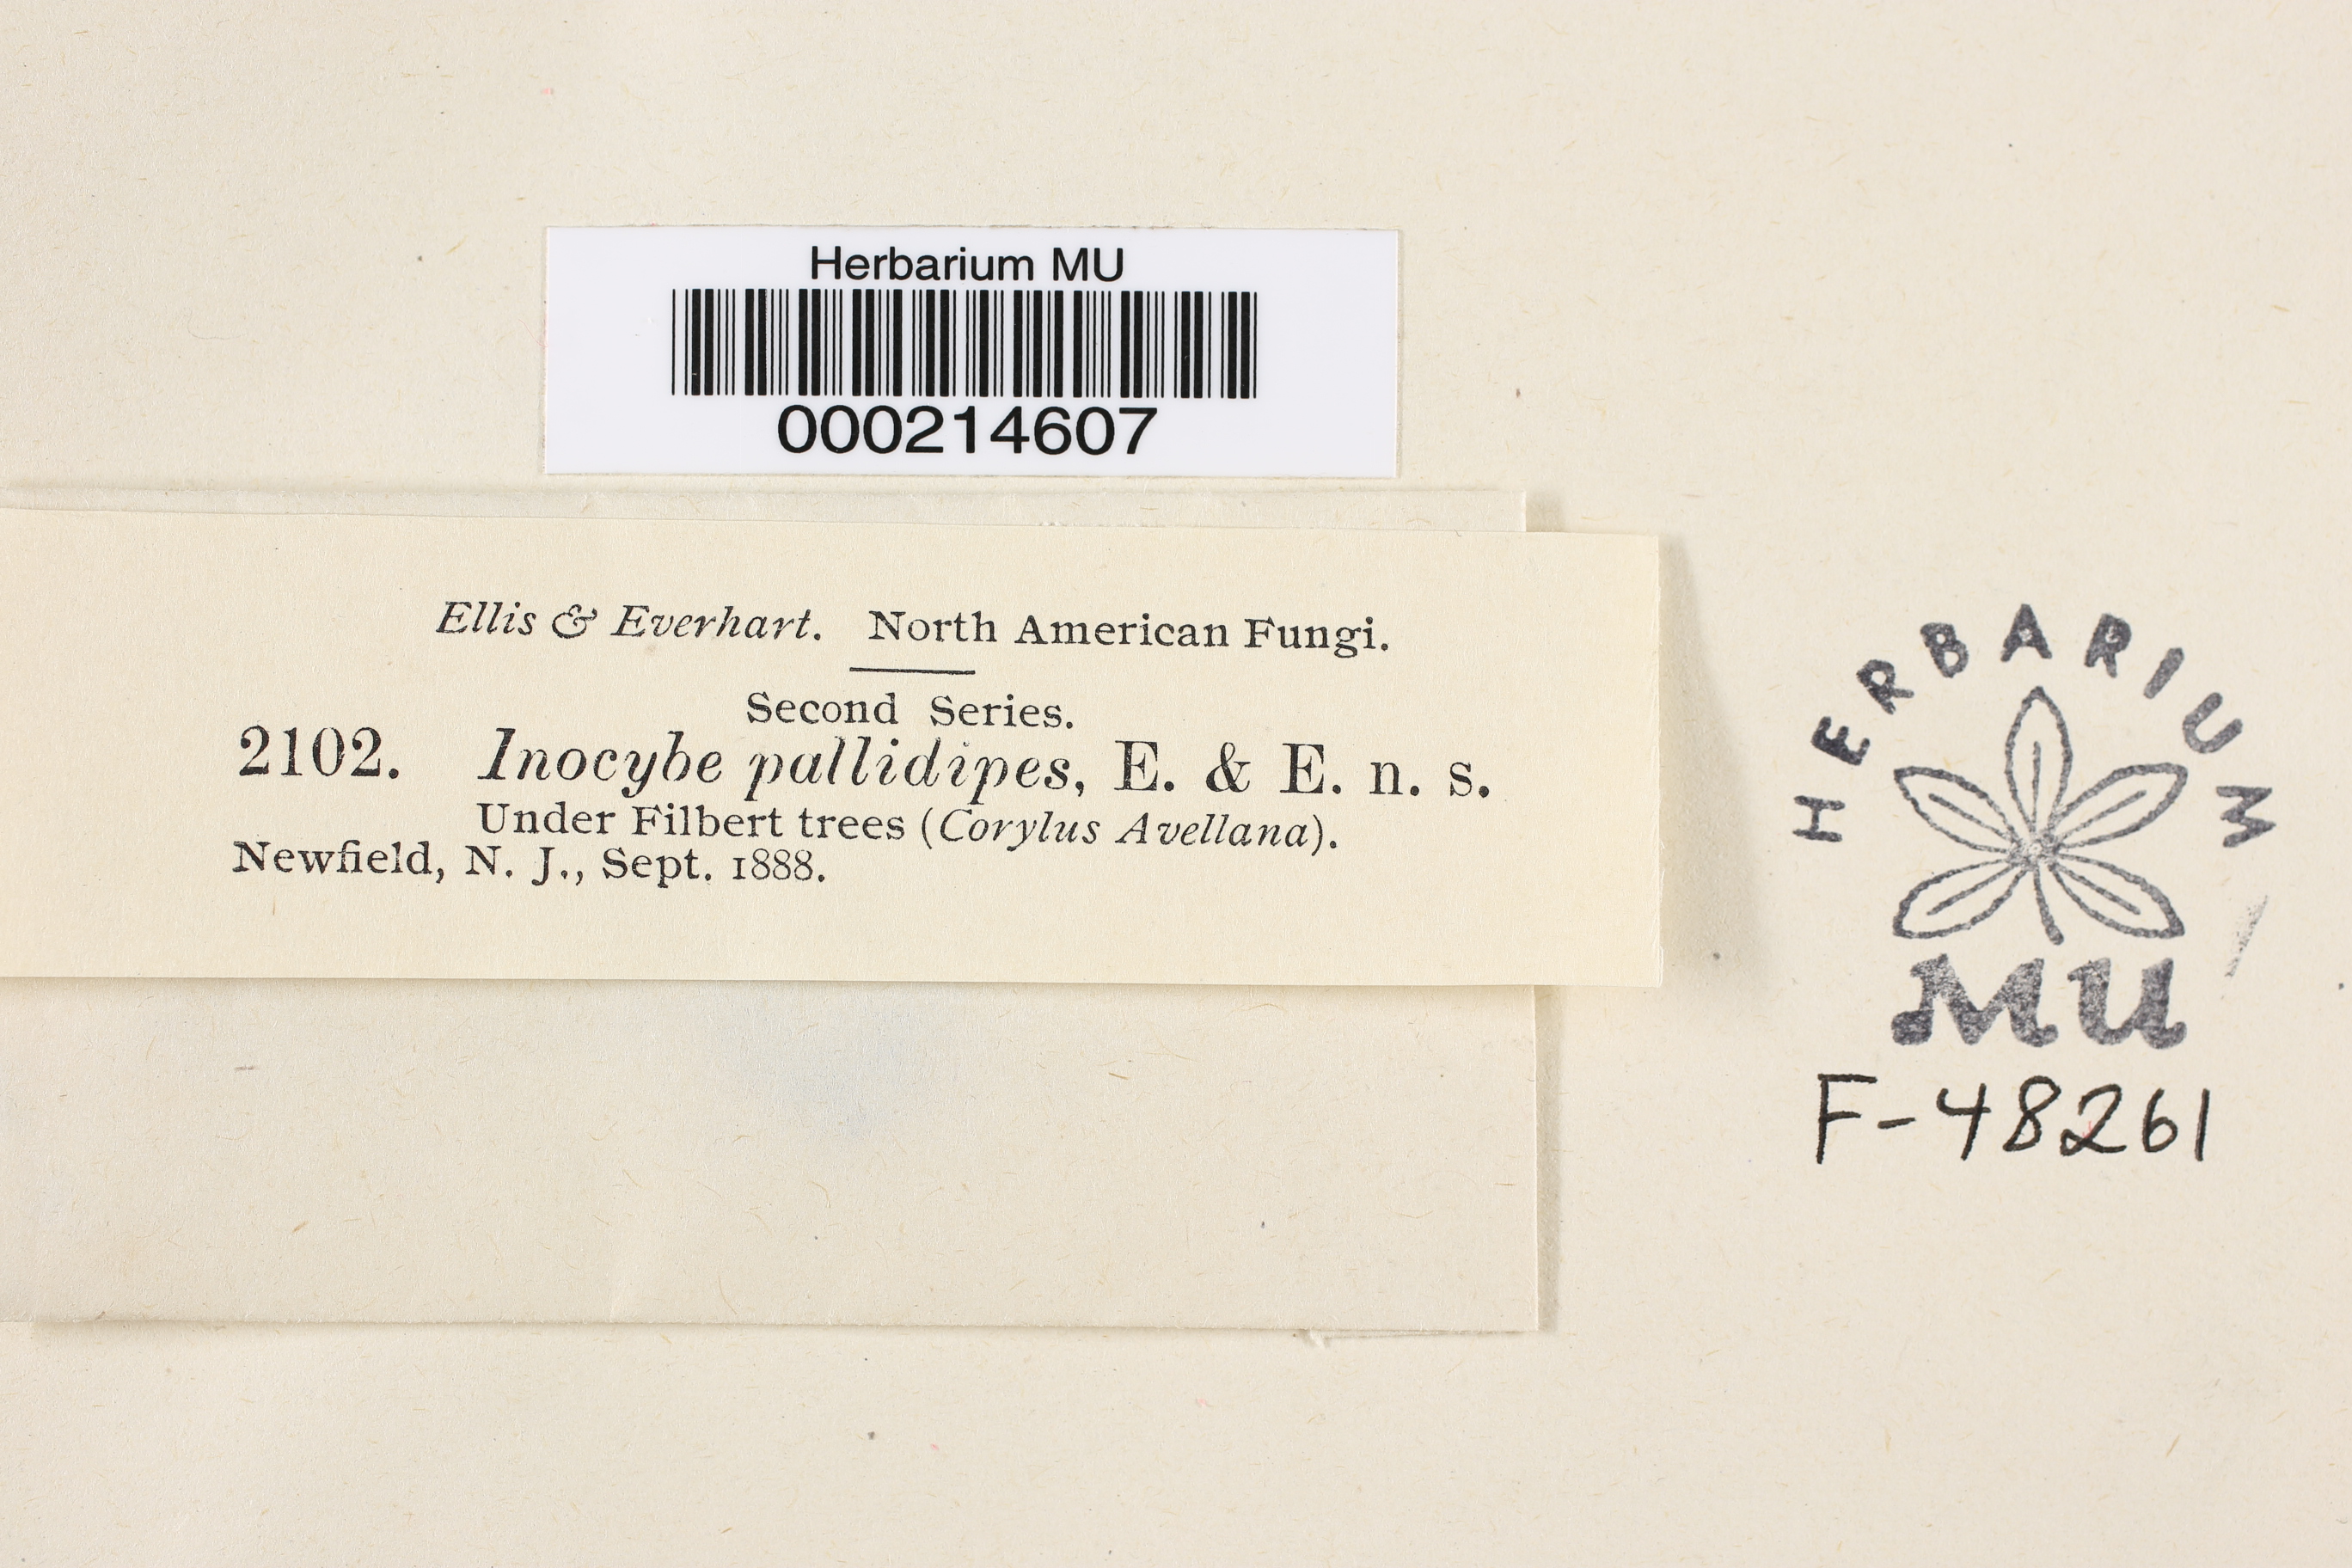 Herbarium MU
000214607
Ellis & Everhart. North American Fungi.
Second Series.
2102. Inocybe pallidipes, E. & E. n. s.
Under Filbert trees (Corylus Avellana).
Newfield, N. J., Sept. 1888.
HERBARIUM
MU
F-48261